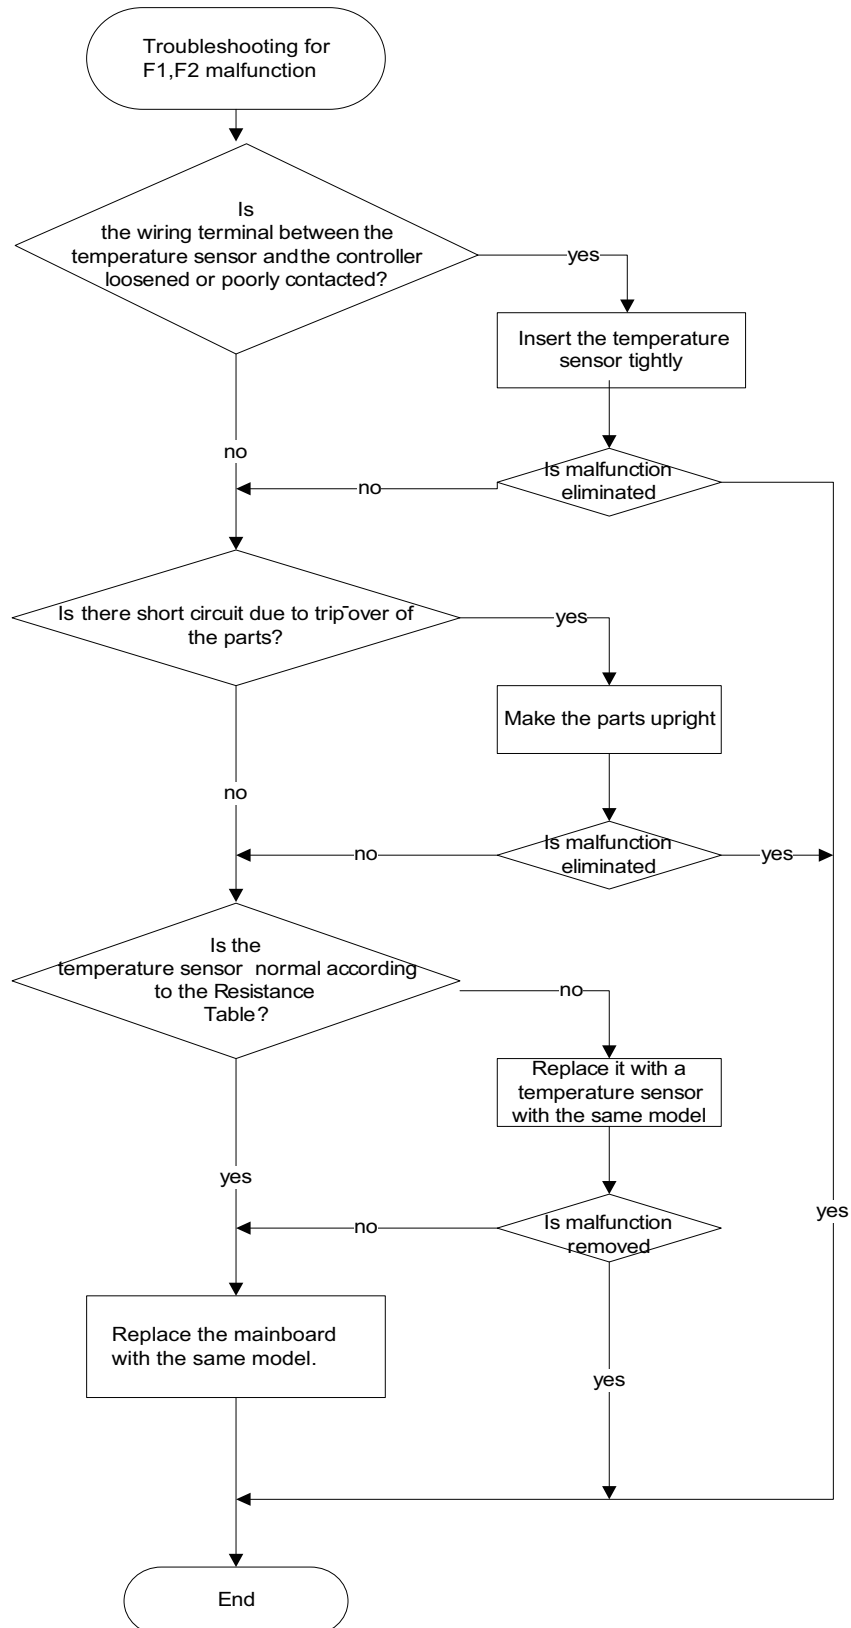 Troubleshooting for
F1,F2 malfunction
Is
the wiring terminal between the
temperature sensor and the controller
loosened or poorly contacted?
yes
Insert the temperature
sensor tightly
no
Is malfunction
eliminated
no
Is there short circuit due to trip-over of
the parts?
yes
Make the parts upright
no
Is malfunction
eliminated
no
yes
Is the
temperature sensor normal according
to the Resistance
Table?
no
Replace it with a
temperature sensor
with the same model
yes
Is malfunction
removed
no
yes
Replace the mainboard
with the same model.
yes
End